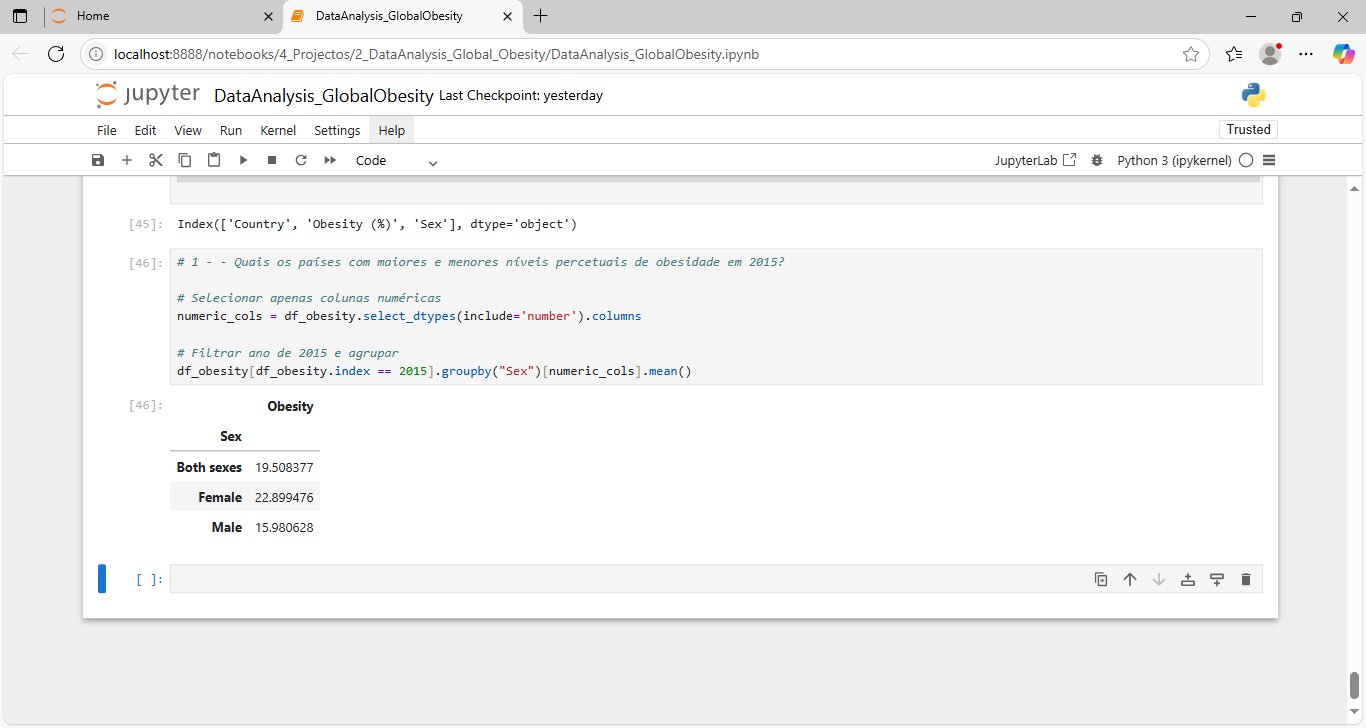 Home
DataAnalysis_GlobalObesity
localhost:8888/notebooks/4_Projectos/2_DataAnalysis_Global_Obesity/DataAnalysis_GlobalObesity.ipynb
jupyter DataAnalysis_GlobalObesity Last Checkpoint: yesterday
File Edit View Run Kernel Settings Help
Trusted
Code
JupyterLab
Python 3 (ipykernel)
[45]: Index(['Country', 'Obesity (%)', 'Sex'], dtype='object')
[46]: # 1 - - Quais os países com maiores e menores níveis percetuais de obesidade em 2015?
# Selecionar apenas colunas numéricas
numeric_cols = df_obesity.select_dtypes(include='number').columns
# Filtrar ano de 2015 e agrupar
df_obesity[df_obesity.index == 2015].groupby("Sex")[numeric_cols].mean()
[46]: Obesity
Sex
Both sexes 19.508377
Female 22.899476
Male 15.980628
[ ]: